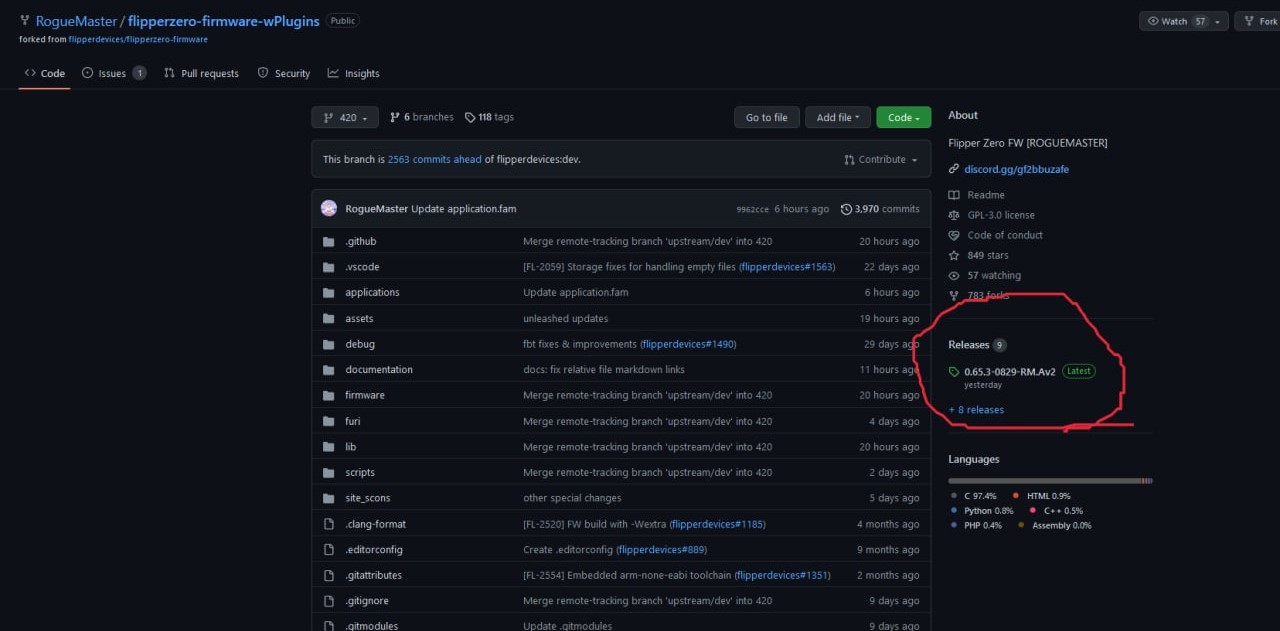 RogueMaster / flipperzero-firmware-wPlugins Public
Watch 57
Fork
forked from flipperdevices/flipperzero-firmware
Code
Issues 1
Pull requests
Security
Insights
420
6 branches
118 tags
Go to file
Add file
Code
This branch is 2563 commits ahead of flipperdevices:dev.
Contribute
RogueMaster Update application.fam 9962cce 6 hours ago 3,970 commits
.github Merge remote-tracking branch 'upstream/dev' into 420 20 hours ago
.vscode [FL-2059] Storage fixes for handling empty files (flipperdevices#1563) 22 days ago
applications Update application.fam 6 hours ago
assets unleashed updates 19 hours ago
debug fbt fixes & improvements (flipperdevices#1490) 29 days ago
documentation docs: fix relative file markdown links 11 hours ago
firmware Merge remote-tracking branch 'upstream/dev' into 420 20 hours ago
furi Merge remote-tracking branch 'upstream/dev' into 420 4 days ago
lib Merge remote-tracking branch 'upstream/dev' into 420 20 hours ago
scripts Merge remote-tracking branch 'upstream/dev' into 420 2 days ago
site_scons other special changes 5 days ago
.clang-format [FL-2520] FW build with -Wextra (flipperdevices#1185) 4 months ago
.editorconfig Create .editorconfig (flipperdevices#889) 9 months ago
.gitattributes [FL-2554] Embedded arm-none-eabi toolchain (flipperdevices#1351) 2 months ago
.gitignore Merge remote-tracking branch 'upstream/dev' into 420 9 days ago
.gitmodules Update .gitmodules 9 days ago
About
Flipper Zero FW [ROGUEMASTER]
discord.gg/gf2bbuzafe
Readme
GPL-3.0 license
Code of conduct
849 stars
57 watching
783 forks
Releases 9
0.65.3-0829-RM.Av2 Latest
yesterday
+ 8 releases
Languages
C 97.4% HTML 0.9%
Python 0.8% C++ 0.5%
PHP 0.4% Assembly 0.0%